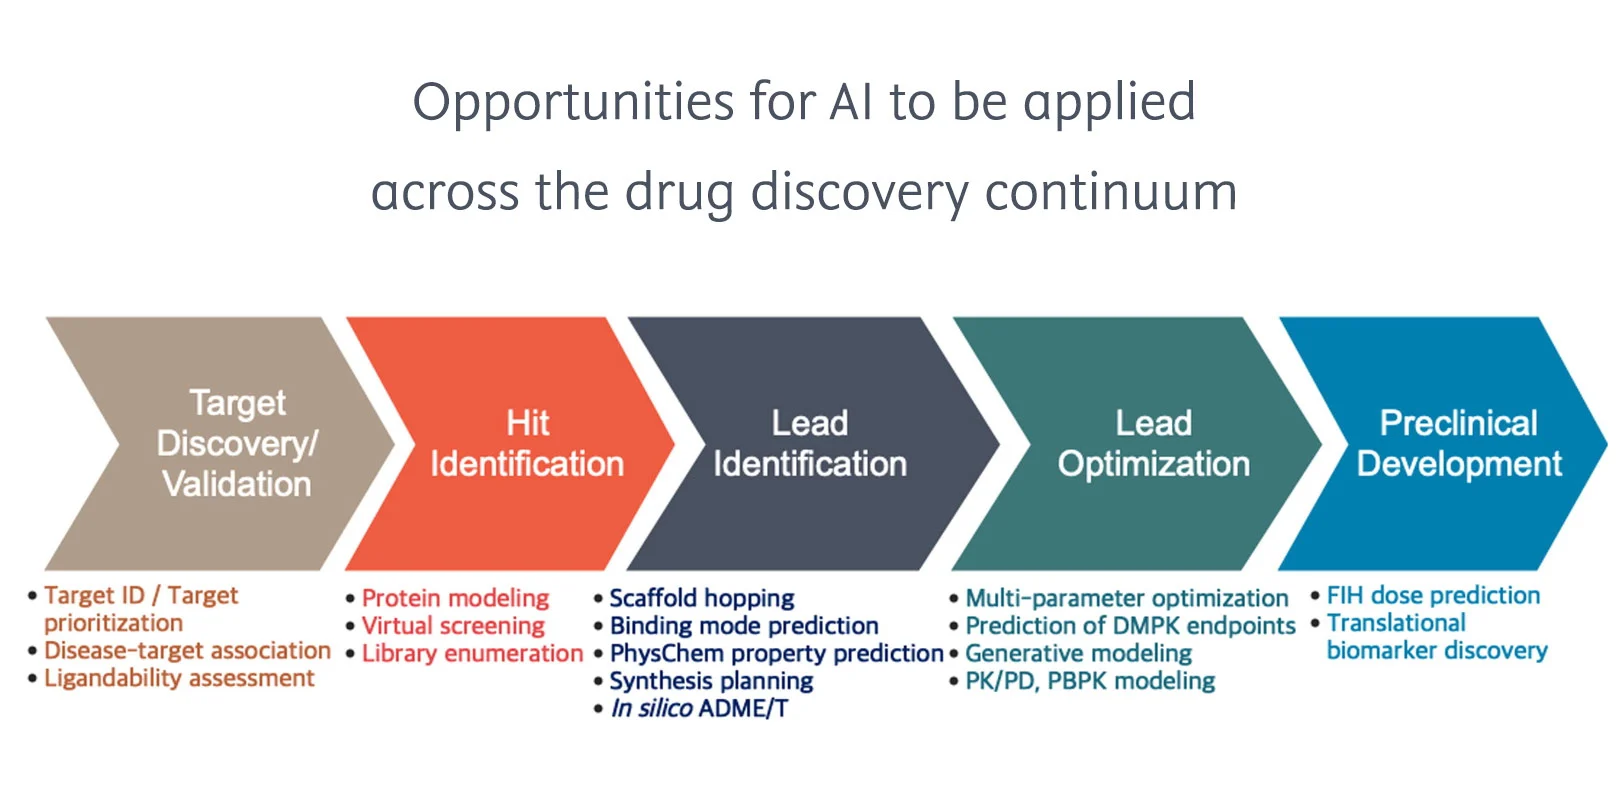 Opportunities for AI to be applied
across the drug discovery continuum
Target
Discovery/
Validation
Hit
Identification
Lead
Identification
Lead
Optimization
Preclinical
Development
• Target ID / Target
prioritization
• Disease-target association
• Ligandability assessment
• Protein modeling
• Virtual screening
• Library enumeration
• Scaffold hopping
• Binding mode prediction
• PhysChem property prediction
• Synthesis planning
• In silico ADME/T
• Multi-parameter optimization
• Prediction of DMPK endpoints
• Generative modeling
• PK/PD, PBPK modeling
• FIH dose prediction
• Translational
biomarker discovery